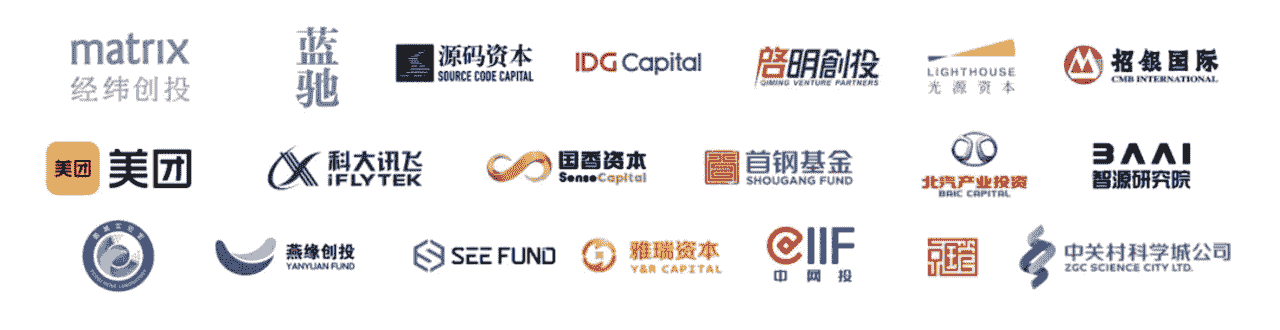 matrix
经纬创投
蓝驰
源码资本
SOURCE CODE CAPITAL
IDG Capital
启明創投
QIMING VENTURE PARTNERS
LIGHTHOUSE
光源资本
招银国际
CMB INTERNATIONAL
美团 美团
科大讯飞
iFLYTEK
国香资本
SenseCapital
首钢基金
SHOUGANG FUND
北汽产业投资
BAIC CAPITAL
BAAI
智源研究院
燕缘创投
YANYUAN FUND
SEE FUND
雅瑞资本
Y&R CAPITAL
CIIF
中网投
中关村科学城公司
ZGC SCIENCE CITY LTD.